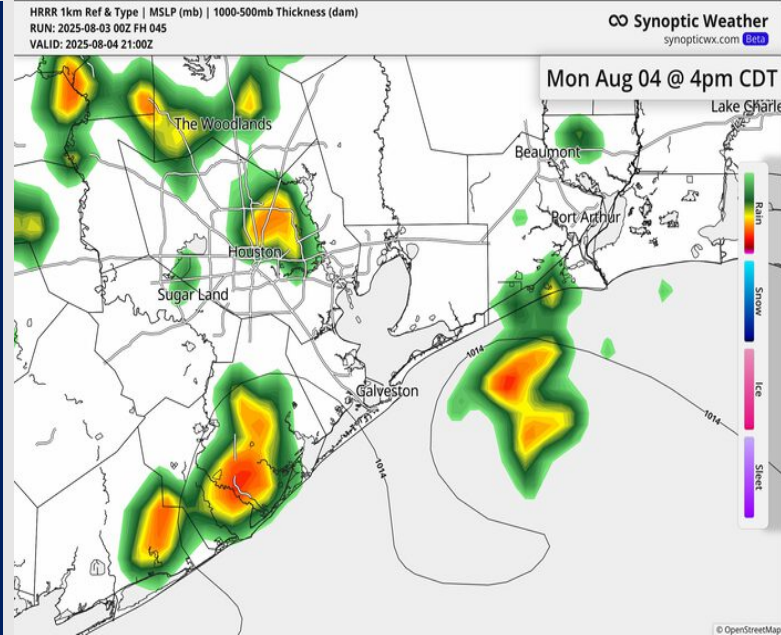 HRRR 1km Ref & Type | MSLP (mb) | 1000-500mb Thickness (dam)
RUN: 2025-08-03 00Z FH 045
VALID: 2025-08-04 21:00Z
Synoptic Weather
synopticwx.com Beta
Mon Aug 04 @ 4pm CDT
Lake Charle
The Woodlands
Beaumont
Port Arthur
Houston
Sugar Land
Galveston
1014
1014
1014
Rain
Snow
Ice
Sleet
© OpenStreetMap